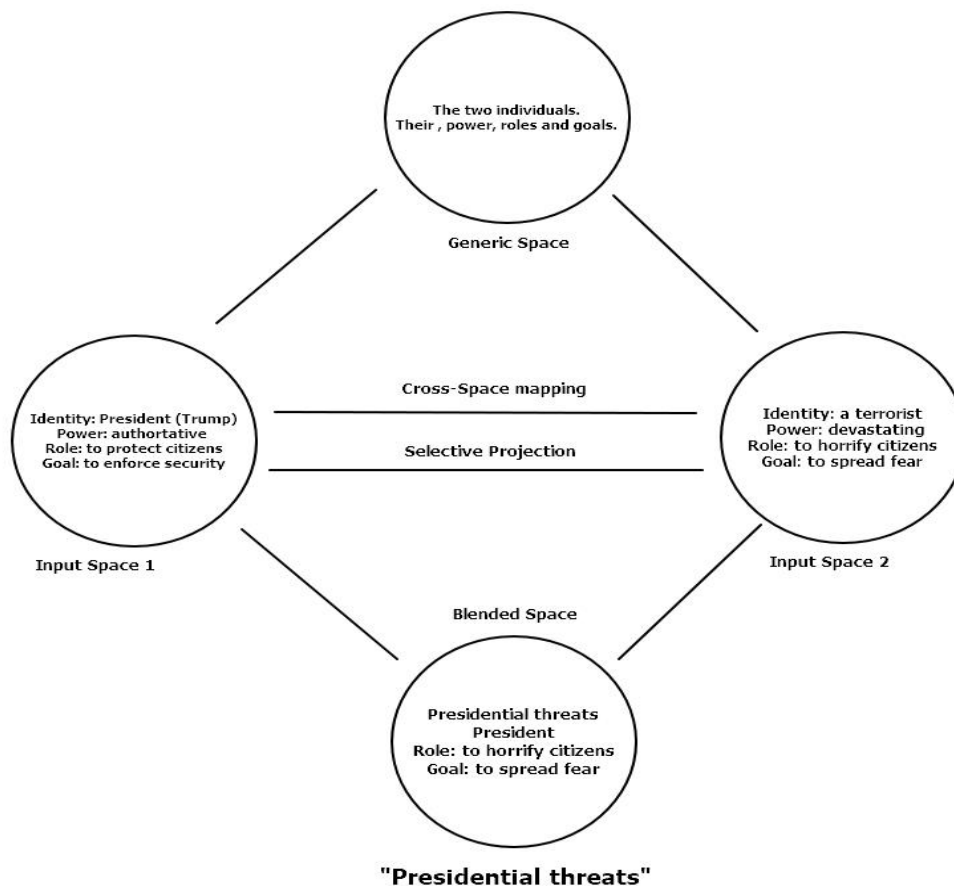 The two individuals.
Their , power, roles and goals.
Generic Space
Cross-Space mapping
Selective Projection
Identity: President (Trump)
Power: authortative
Role: to protect citizens
Goal: to enforce security
Input Space 1
Identity: a terrorist
Power: devastating
Role: to horrify citizens
Goal: to spread fear
Input Space 2
Blended Space
Presidential threats
President
Role: to horrify citizens
Goal: to spread fear
"Presidential threats"